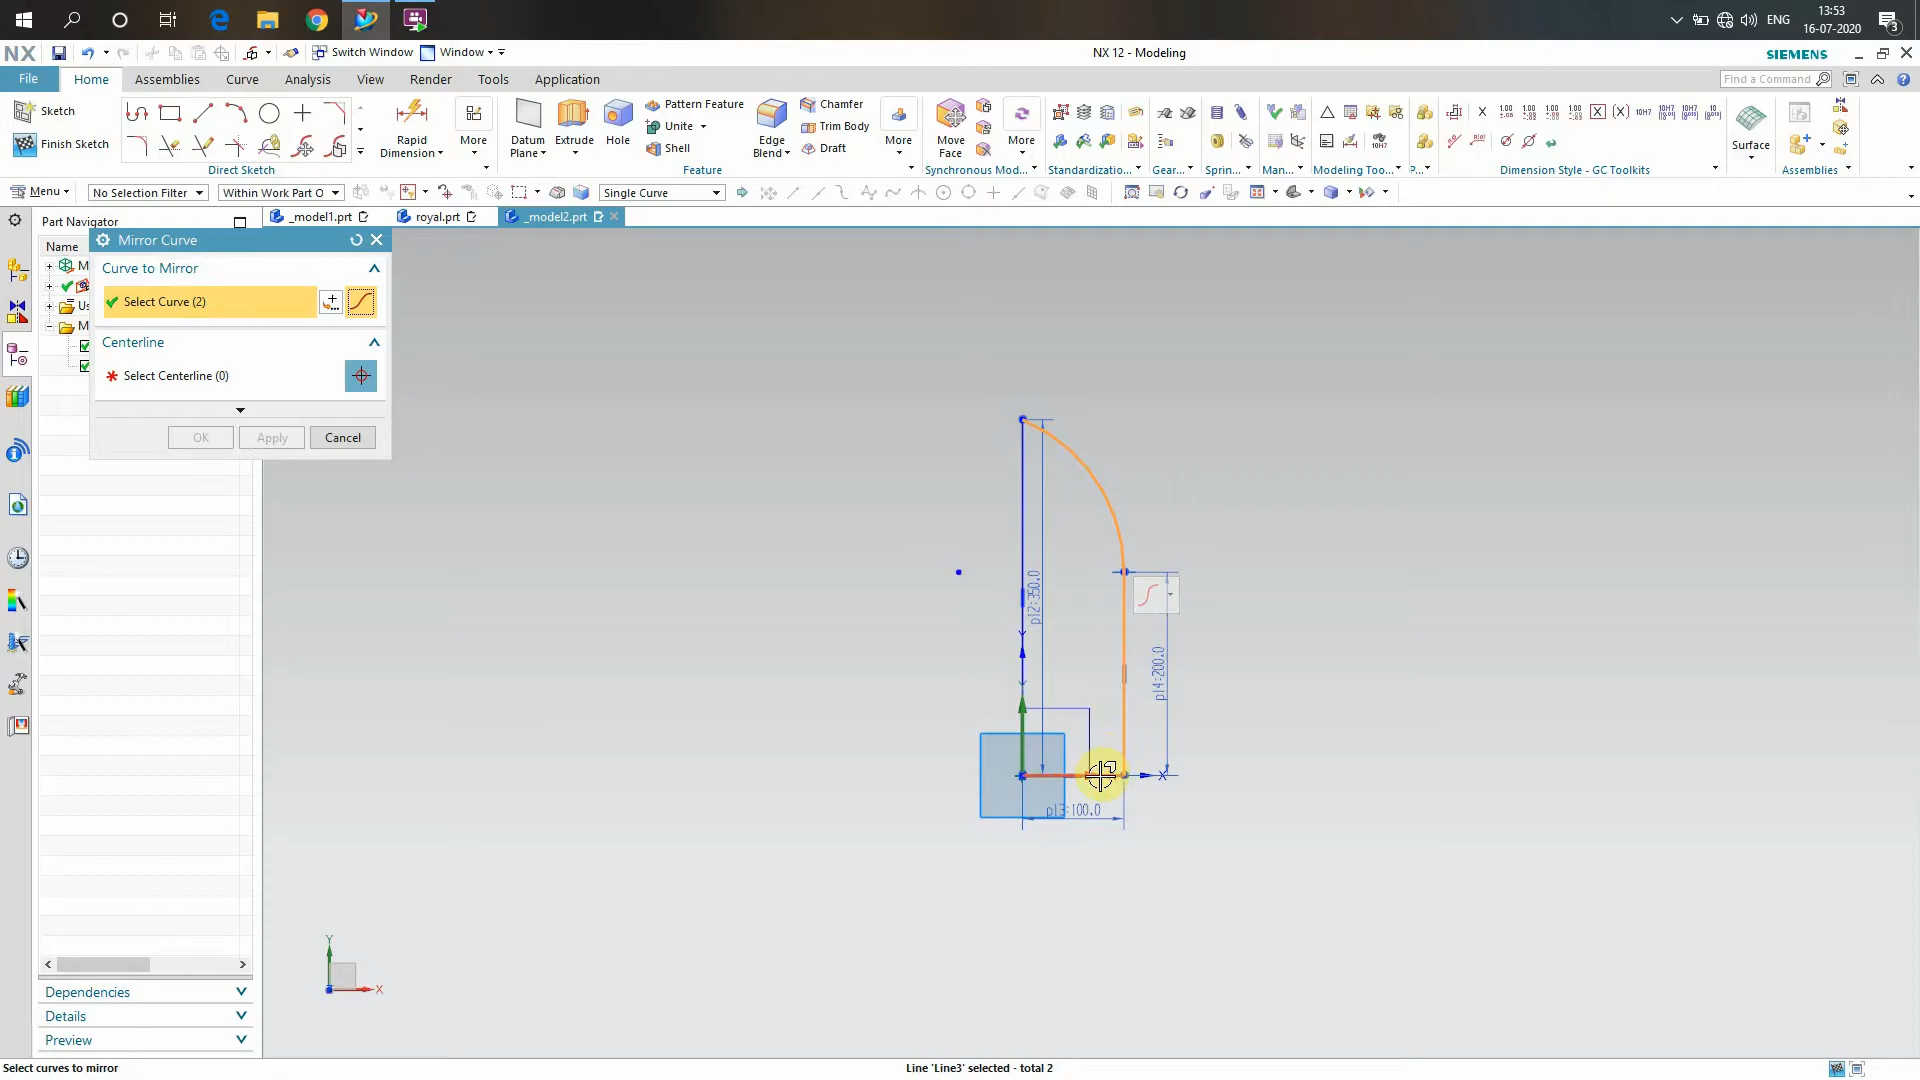 ENG
13:53
16-07-2020
3
NX
Switch Window
Window
NX 12 - Modeling
SIEMENS
File
Home
Assemblies
Curve
Analysis
View
Render
Tools
Application
Find a Command
Sketch
Finish Sketch
Direct Sketch
Rapid
Dimension
More
Datum
Plane
Extrude
Hole
Pattern Feature
Unite
Shell
Edge
Blend
Chamfer
Trim Body
Draft
More
Feature
Move
Face
More
Synchronous Mod...
Standardizatio...
Gear...
Sprin...
Man...
Modeling Too...
P...
Dimension Style - GC Toolkits
Surface
Assemblies
Menu
No Selection Filter
Within Work Part O
Single Curve
Part Navigator
_model1.prt
royal.prt
_model2.prt
Name
Mirror Curve
Curve to Mirror
Select Curve (2)
Centerline
* Select Centerline (0)
OK
Apply
Cancel
M
Us
M
p12:350.0
p14:200.0
p13:100.0
X
Y
X
Dependencies
Details
Preview
Select curves to mirror
Line 'Line3' selected - total 2